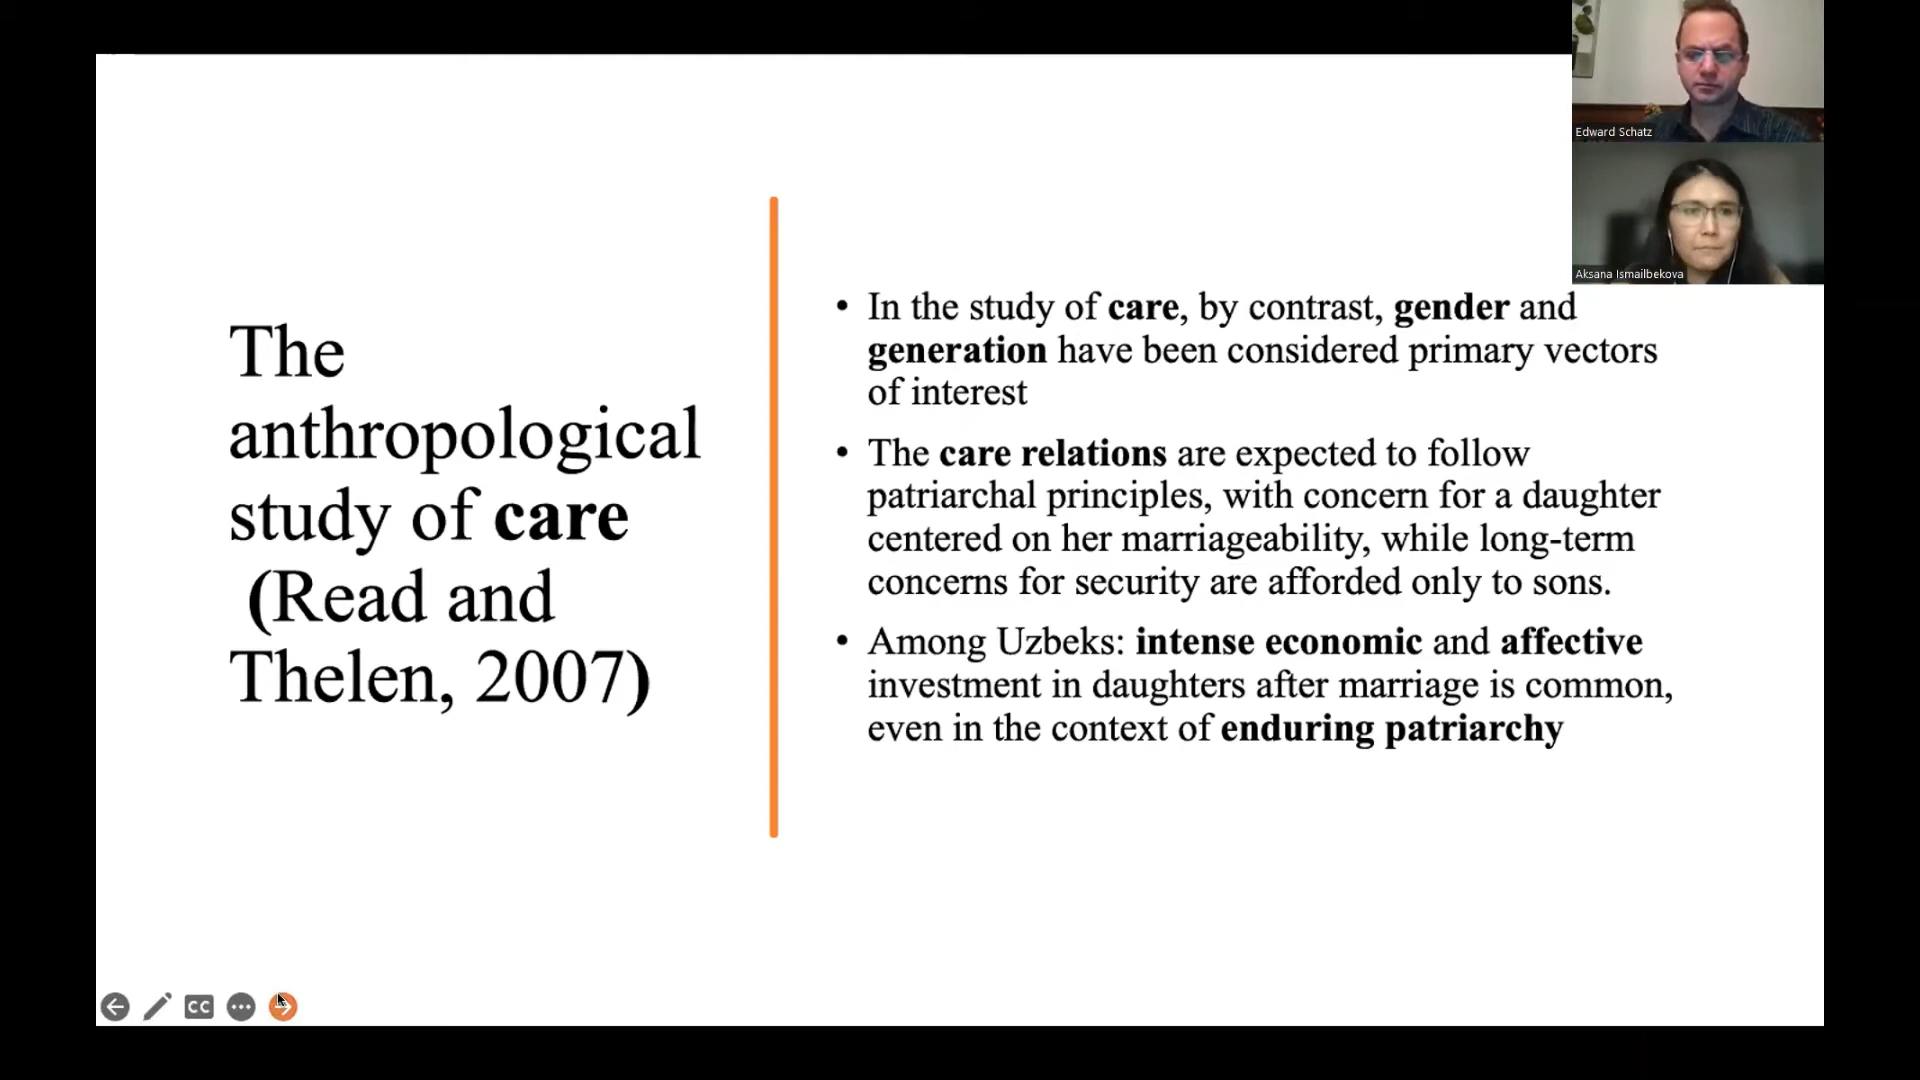 Edward Schatz
Aksana Ismailbekova
The
anthropological
study of care
(Read and
Thelen, 2007)
• In the study of care, by contrast, gender and
generation have been considered primary vectors
of interest
• The care relations are expected to follow
patriarchal principles, with concern for a daughter
centered on her marriageability, while long-term
concerns for security are afforded only to sons.
• Among Uzbeks: intense economic and affective
investment in daughters after marriage is common,
even in the context of enduring patriarchy
CC